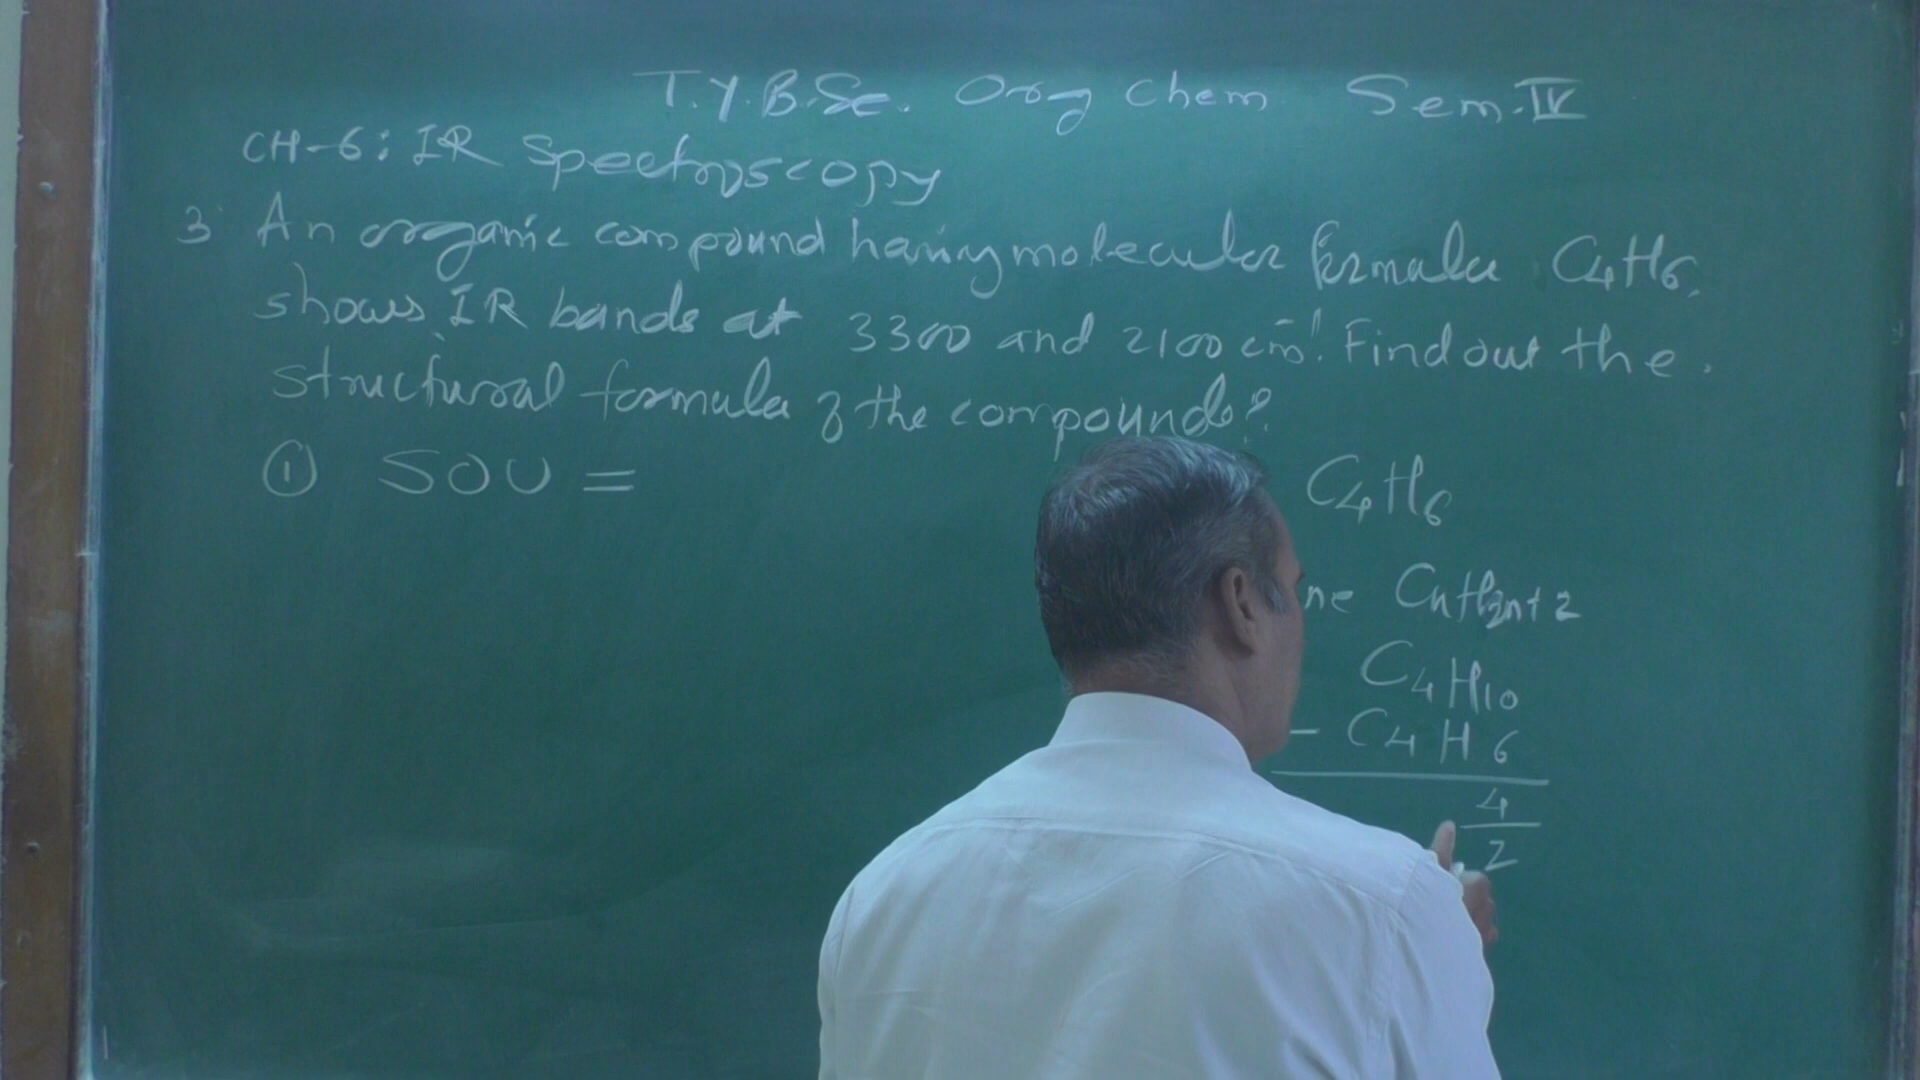 T.Y.B.Sc. Org Chem Sem. IV
CH-6: IR Spectroscopy
3 An organic compound having molecular formula C4H6,
shows IR bands at 3300 and 2100 cm⁻¹. Find out the.
structural formula of the compounds?
① SOU =
C4H6
ne CnH2n+2
C4H10
- C4H6
4
2